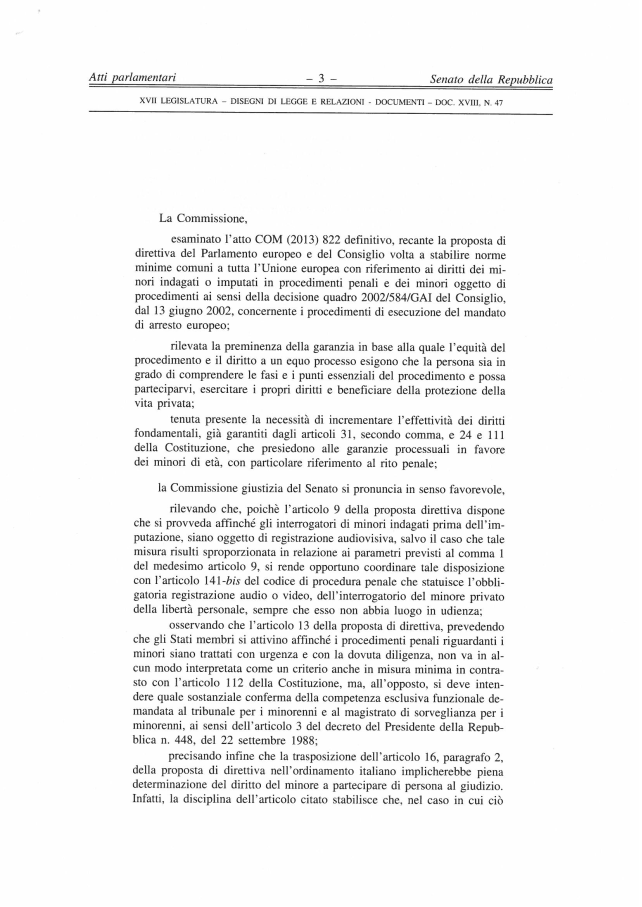 Atti parlamentari – 3 – Senato della Repubblica
XVII LEGISLATURA – DISEGNI DI LEGGE E RELAZIONI - DOCUMENTI – DOC. XVIII, N. 47
La Commissione,
esaminato l'atto COM (2013) 822 definitivo, recante la proposta di
direttiva del Parlamento europeo e del Consiglio volta a stabilire norme
minime comuni a tutta l'Unione europea con riferimento ai diritti dei mi-
nori indagati o imputati in procedimenti penali e dei minori oggetto di
procedimenti ai sensi della decisione quadro 2002/584/GAI del Consiglio,
dal 13 giugno 2002, concernente i procedimenti di esecuzione del mandato
di arresto europeo;
rilevata la preminenza della garanzia in base alla quale l'equità del
procedimento e il diritto a un equo processo esigono che la persona sia in
grado di comprendere le fasi e i punti essenziali del procedimento e possa
parteciparvi, esercitare i propri diritti e beneficiare della protezione della
vita privata;
tenuta presente la necessità di incrementare l'effettività dei diritti
fondamentali, già garantiti dagli articoli 31, secondo comma, e 24 e 111
della Costituzione, che presiedono alle garanzie processuali in favore
dei minori di età, con particolare riferimento al rito penale;
la Commissione giustizia del Senato si pronuncia in senso favorevole,
rilevando che, poichè l'articolo 9 della proposta direttiva dispone
che si provveda affinché gli interrogatori di minori indagati prima dell'im-
putazione, siano oggetto di registrazione audiovisiva, salvo il caso che tale
misura risulti sproporzionata in relazione ai parametri previsti al comma 1
del medesimo articolo 9, si rende opportuno coordinare tale disposizione
con l'articolo 141-bis del codice di procedura penale che statuisce l'obbli-
gatoria registrazione audio o video, dell'interrogatorio del minore privato
della libertà personale, sempre che esso non abbia luogo in udienza;
osservando che l'articolo 13 della proposta di direttiva, prevedendo
che gli Stati membri si attivino affinché i procedimenti penali riguardanti i
minori siano trattati con urgenza e con la dovuta diligenza, non va in al-
cun modo interpretata come un criterio anche in misura minima in contra-
sto con l'articolo 112 della Costituzione, ma, all'opposto, si deve inten-
dere quale sostanziale conferma della competenza esclusiva funzionale de-
mandata al tribunale per i minorenni e al magistrato di sorveglianza per i
minorenni, ai sensi dell'articolo 3 del decreto del Presidente della Repub-
blica n. 448, del 22 settembre 1988;
precisando infine che la trasposizione dell'articolo 16, paragrafo 2,
della proposta di direttiva nell'ordinamento italiano implicherebbe piena
determinazione del diritto del minore a partecipare di persona al giudizio.
Infatti, la disciplina dell'articolo citato stabilisce che, nel caso in cui ciò